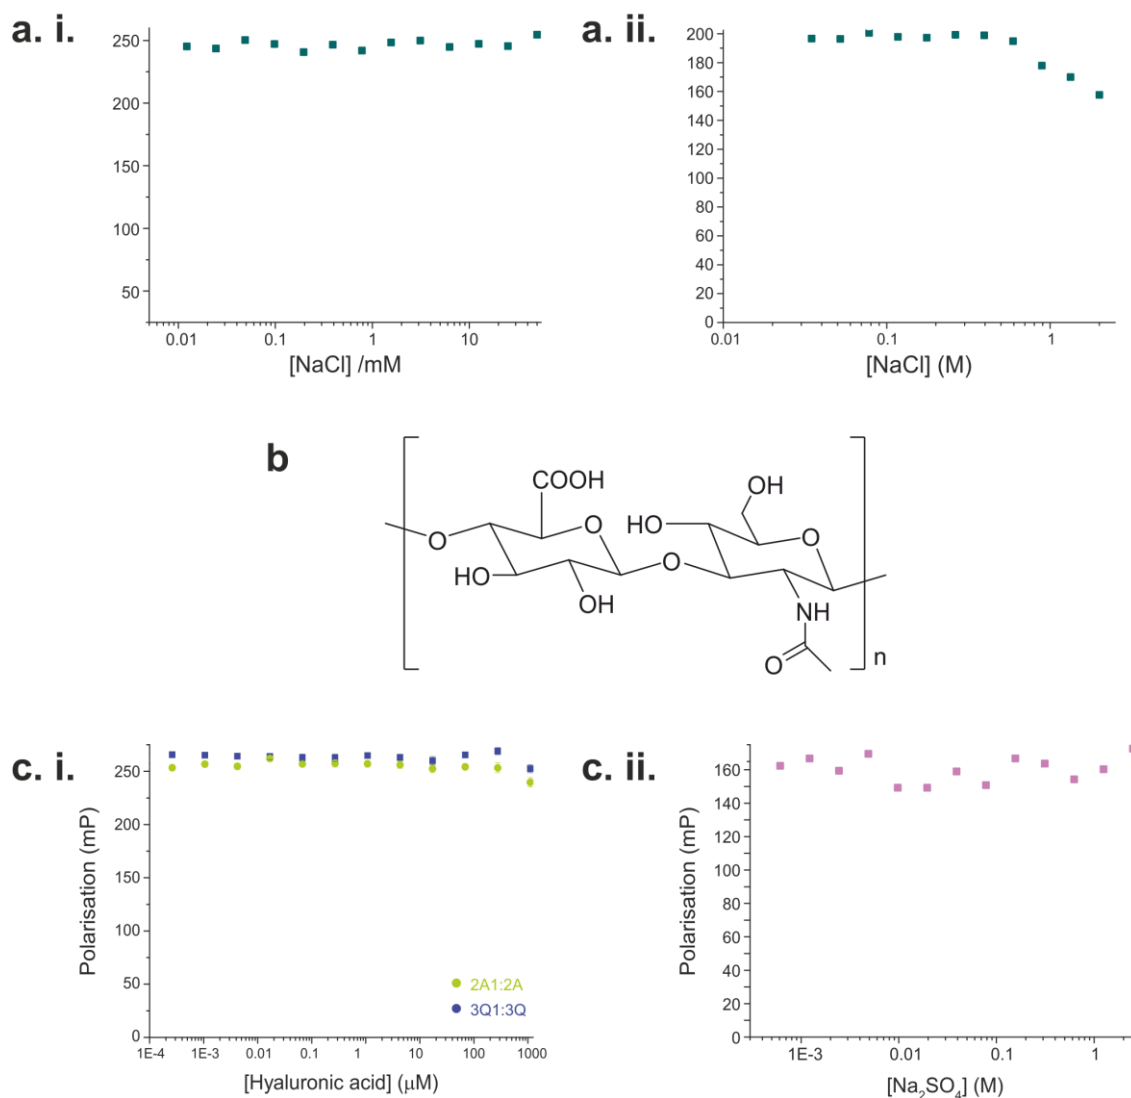 a. i.
250
200
150
100
50
0.01
0.1
1
10
[NaCl] /mM
a. ii.
200
180
160
140
120
100
80
60
40
20
0
0.01
0.1
1
[NaCl] (M)
b
COOH
OH
O
HO
O
O
O
HO
OH
NH
O
n
c. i.
Polarisation (mP)
250
200
150
100
50
0
2A1:2A
3Q1:3Q
1E-4
1E-3
0.01
0.1
1
10
100
1000
[Hyaluronic acid] (μM)
c. ii.
Polarisation (mP)
160
140
120
100
80
60
40
20
0
1E-3
0.01
0.1
1
[Na₂SO₄] (M)